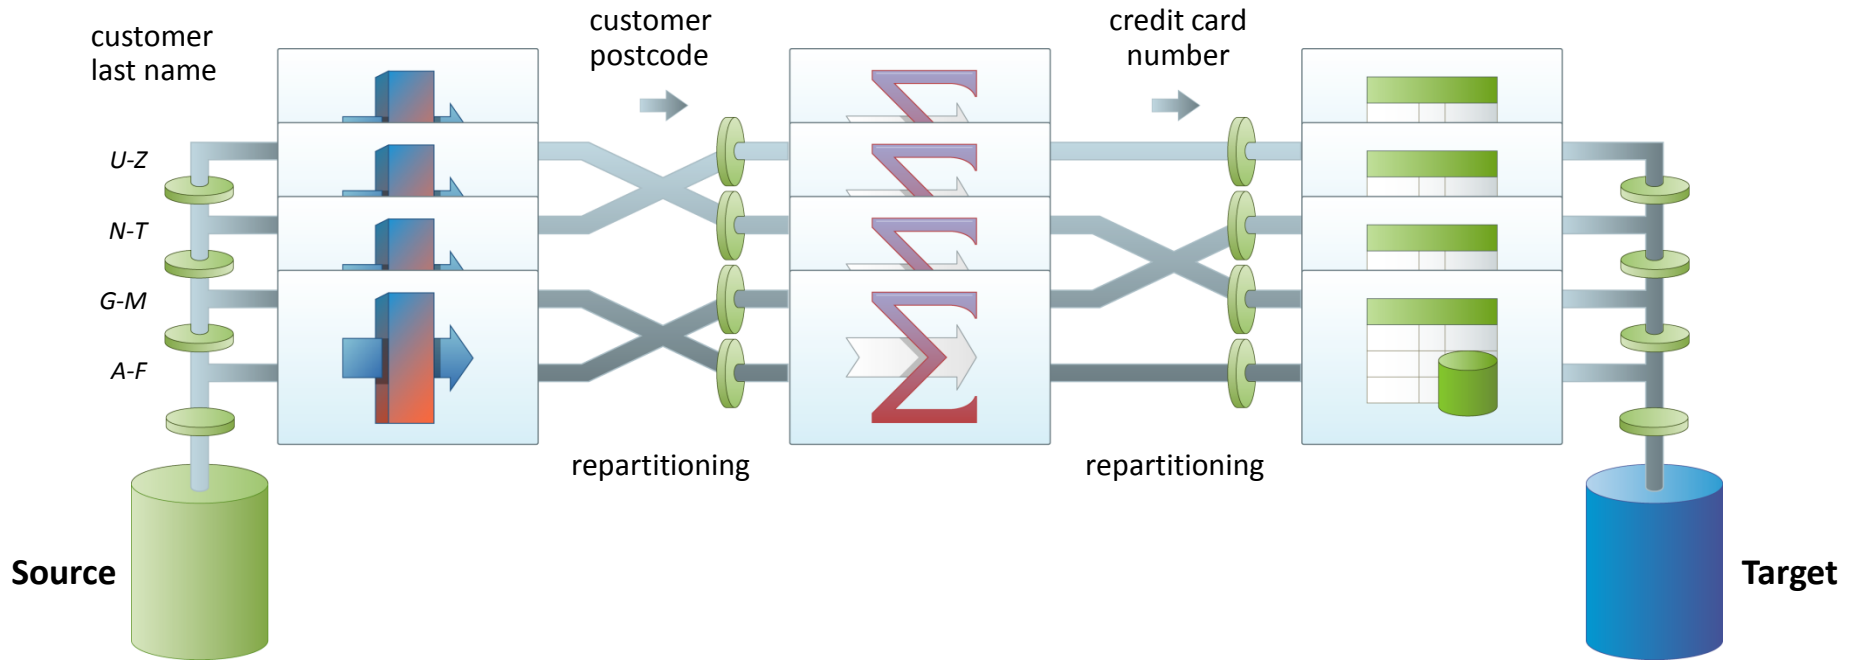 customer
last name
customer
postcode
credit card
number
U-Z
N-T
G-M
A-F
repartitioning
repartitioning
Source
Target